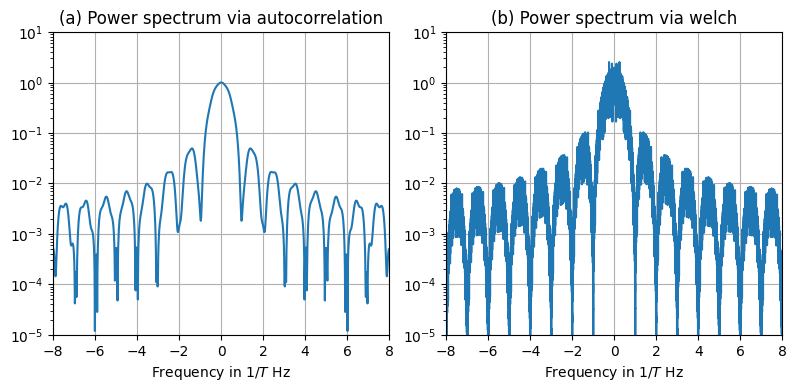 (a) Power spectrum via autocorrelation
10¹
10⁰
10⁻¹
10⁻²
10⁻³
10⁻⁴
10⁻⁵
−8 −6 −4 −2 0 2 4 6 8
Frequency in 1/T Hz
(b) Power spectrum via welch
10¹
10⁰
10⁻¹
10⁻²
10⁻³
10⁻⁴
10⁻⁵
−8 −6 −4 −2 0 2 4 6 8
Frequency in 1/T Hz